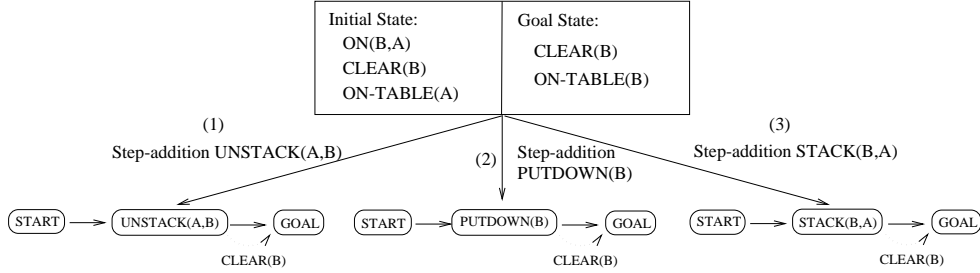 Initial State:
ON(B,A)
CLEAR(B)
ON-TABLE(A)
Goal State:
CLEAR(B)
ON-TABLE(B)
(1)
Step-addition UNSTACK(A,B)
(2)
Step-addition
PUTDOWN(B)
(3)
Step-addition STACK(B,A)
START
UNSTACK(A,B)
GOAL
CLEAR(B)
START
PUTDOWN(B)
GOAL
CLEAR(B)
START
STACK(B,A)
GOAL
CLEAR(B)